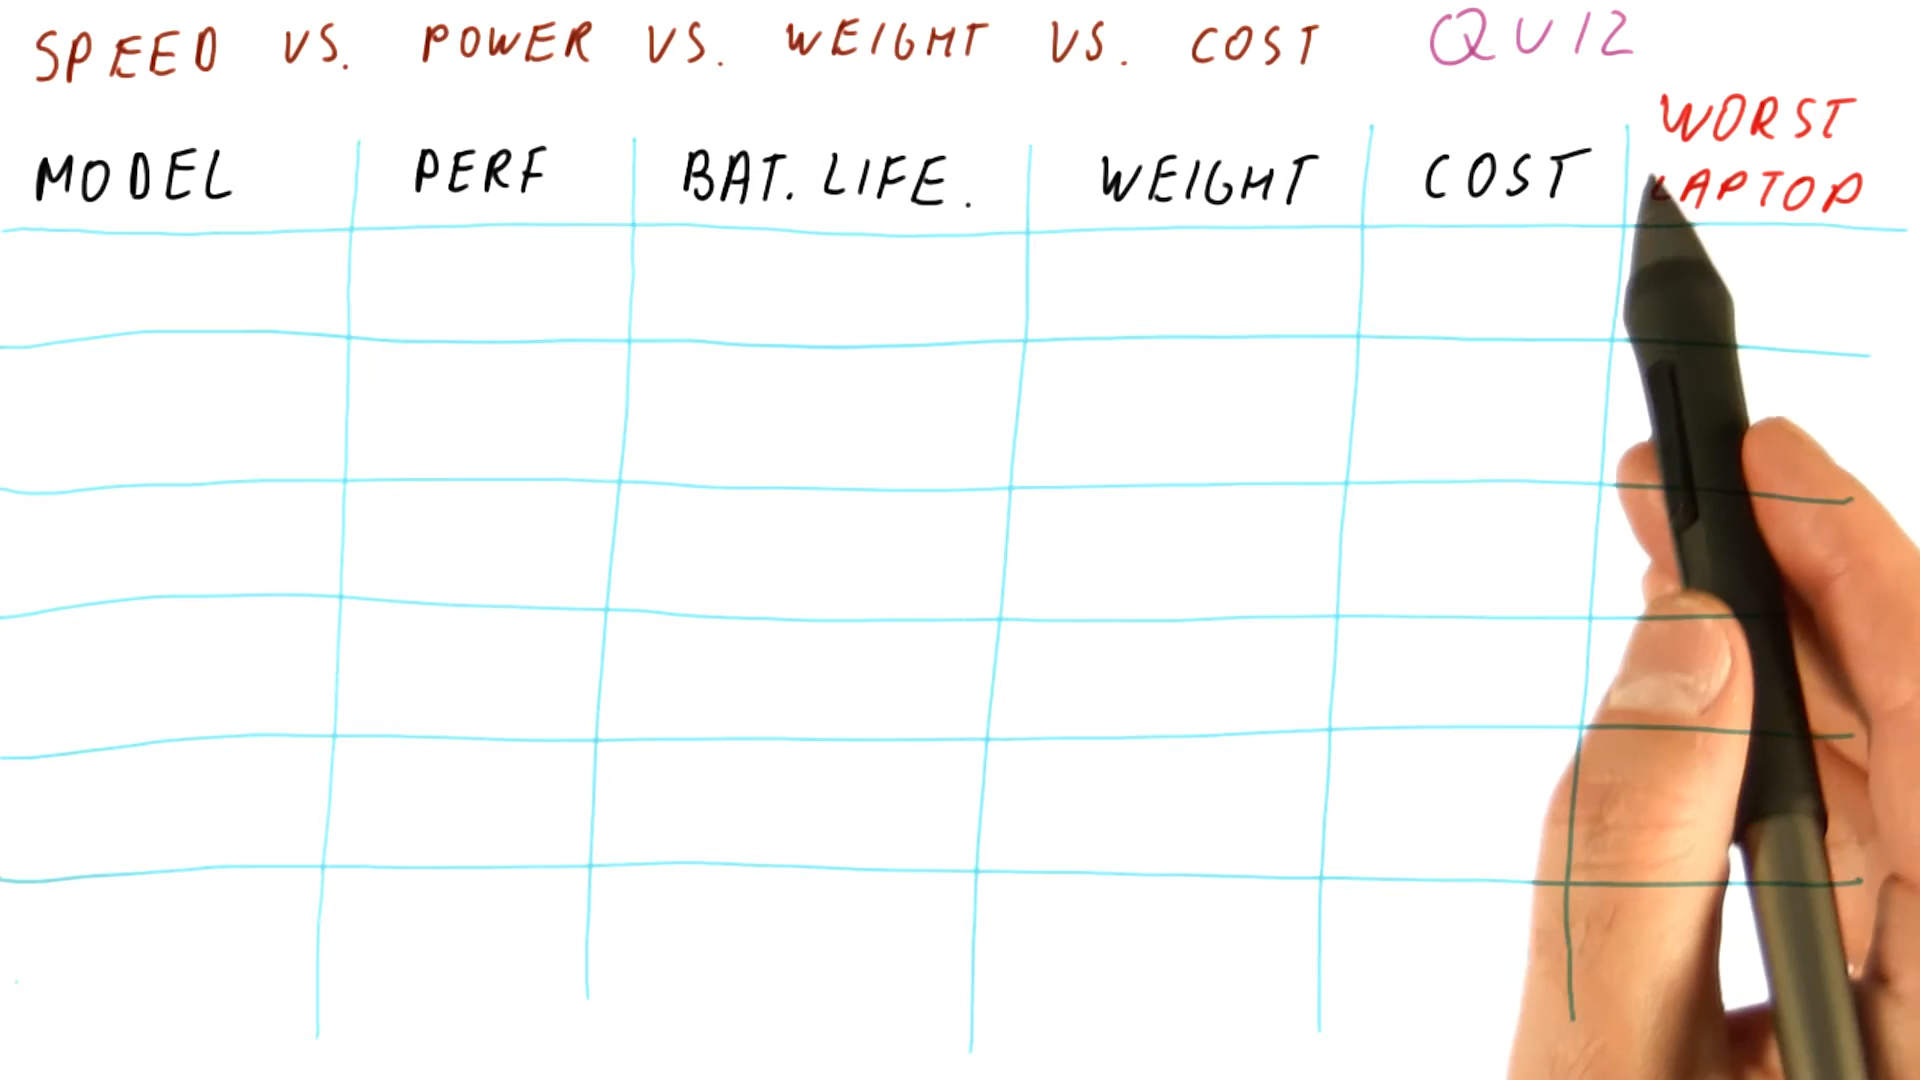 SPEED VS. POWER VS. WEIGHT VS. COST QUIZ
MODEL PERF BAT. LIFE. WEIGHT COST WORST
LAPTOP